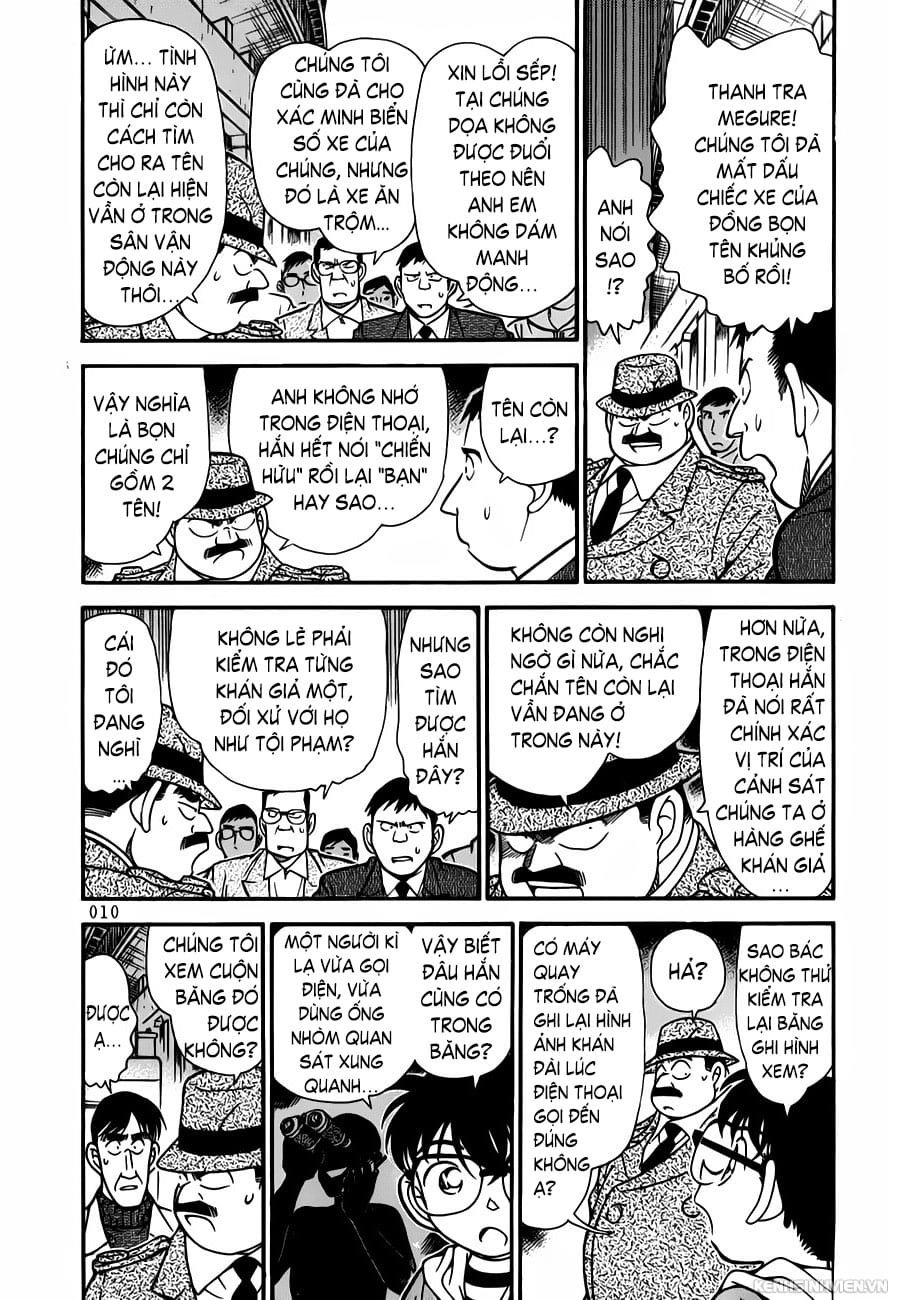 THANH TRA
MEGURE!
CHÚNG TÔI ĐÃ
MẤT DẤU
CHIẾC XE CỦA
ĐỒNG BỌN
TÊN KHỦNG
BỐ RỒI!
ANH
NÓI
SAO
!?
XIN LỖI SẾP!
TẠI CHÚNG
DỌA KHÔNG
ĐƯỢC ĐUỔI
THEO NÊN
ANH EM
KHÔNG DÁM
MANH
ĐỘNG...
CHÚNG TÔI
CŨNG ĐÃ CHO
XÁC MINH BIỂN
SỐ XE CỦA
CHÚNG, NHƯNG
ĐÓ LÀ XE ĂN
TRỘM...
ỪM... TÌNH
HÌNH NÀY
THÌ CHỈ CÒN
CÁCH TÌM
CHO RA TÊN
CÒN LẠI HIỆN
VẪN Ở TRONG
SÂN VẬN
ĐỘNG NÀY
THÔI...
TÊN CÒN
LẠI...?
ANH KHÔNG NHỚ
TRONG ĐIỆN THOẠI,
HẮN HẾT NÓI "CHIẾN
HỮU" RỒI LẠI "BẠN"
HAY SAO...
VẬY NGHĨA
LÀ BỌN
CHÚNG CHỈ
GỒM 2
TÊN!
HƠN NỮA,
TRONG ĐIỆN
THOẠI HẮN
ĐÃ NÓI RẤT
CHÍNH XÁC
VỊ TRÍ CỦA
CẢNH SÁT
CHÚNG TA Ở
HÀNG GHẾ
KHÁN GIẢ
...
KHÔNG CÒN NGHI
NGỜ GÌ NỮA, CHẮC
CHẮN TÊN CÒN LẠI
VẪN ĐANG Ở
TRONG NÀY!
NHƯNG
SAO
TÌM
ĐƯỢC
HẮN
ĐÂY?
KHÔNG LẼ PHẢI
KIỂM TRA TỪNG
KHÁN GIẢ MỘT,
ĐỐI XỬ VỚI HỌ
NHƯ TỘI PHẠM?
CÁI
ĐÓ
TÔI
ĐANG
NGHĨ
...
010
SAO BÁC
KHÔNG THỬ
KIỂM TRA
LẠI BĂNG
GHI HÌNH
XEM?
HẢ?
CÓ MÁY
QUAY
TRỐNG ĐÃ
GHI LẠI HÌNH
ẢNH KHÁN
ĐÀI LÚC
ĐIỆN THOẠI
GỌI ĐẾN
ĐÚNG
KHÔNG
Ạ?
VẬY BIẾT
ĐÂU HẮN
CŨNG CÓ
TRONG
BĂNG?
MỘT NGƯỜI KÌ
LẠ VỪA GỌI
ĐIỆN, VỪA
DÙNG ỐNG
NHÒM QUAN
SÁT XUNG
QUANH...
CHÚNG TÔI
XEM CUỘN
BĂNG ĐÓ
ĐƯỢC
KHÔNG?
ĐƯỢC
Ạ...
KENHSINHVIEN.VN